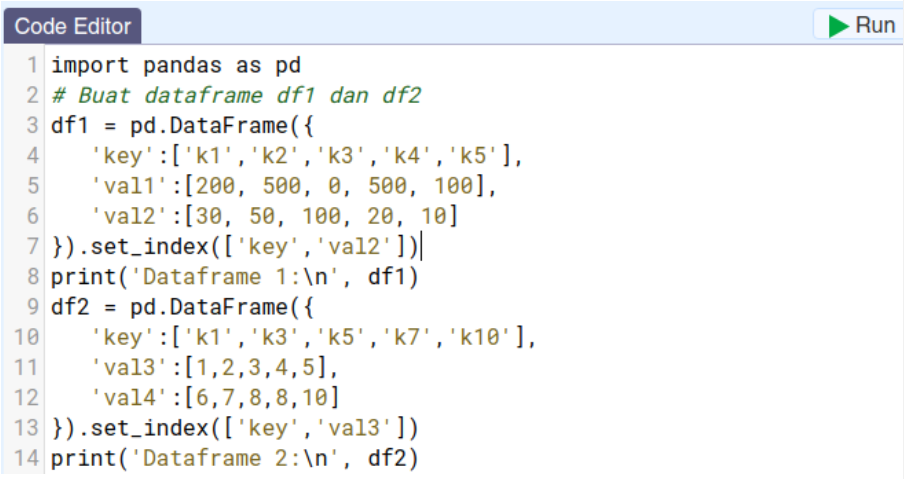 Code Editor
Run
1 import pandas as pd
2 # Buat dataframe df1 dan df2
3 df1 = pd.DataFrame({
4    'key':['k1','k2','k3','k4','k5'],
5    'val1':[200, 500, 0, 500, 100],
6    'val2':[30, 50, 100, 20, 10]
7 }).set_index(['key','val2'])
8 print('Dataframe 1:\n', df1)
9 df2 = pd.DataFrame({
10    'key':['k1','k3','k5','k7','k10'],
11    'val3':[1,2,3,4,5],
12    'val4':[6,7,8,8,10]
13 }).set_index(['key','val3'])
14 print('Dataframe 2:\n', df2)